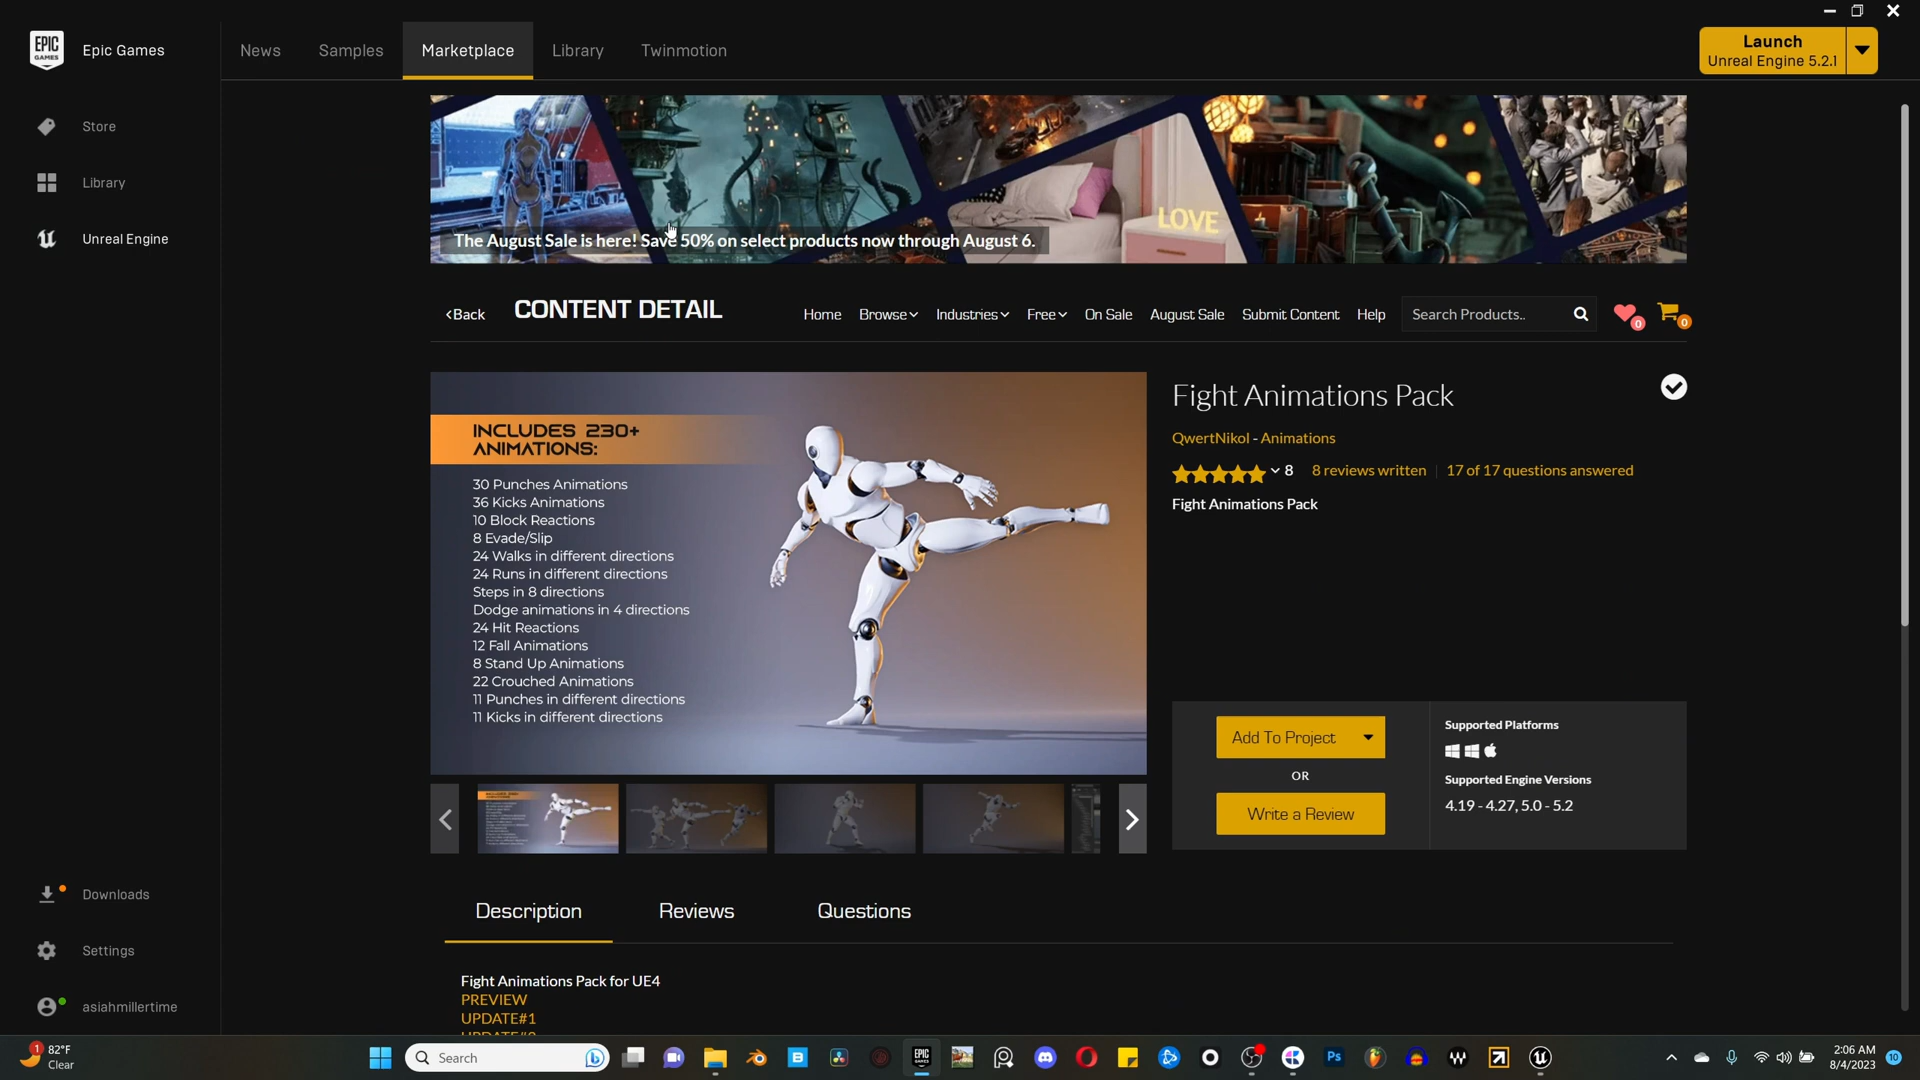 EPIC
GAMES
Epic Games
News
Samples
Marketplace
Library
Twinmotion
Launch
Unreal Engine 5.2.1
Store
Library
Unreal Engine
LOVE
The August Sale is here! Save 50% on select products now through August 6.
<Back
CONTENT DETAIL
Home
Browse
Industries
Free
On Sale
August Sale
Submit Content
Help
Search Products..
0
0
INCLUDES 230+
ANIMATIONS:
30 Punches Animations
36 Kicks Animations
10 Block Reactions
8 Evade/Slip
24 Walks in different directions
24 Runs in different directions
Steps in 8 directions
Dodge animations in 4 directions
24 Hit Reactions
12 Fall Animations
8 Stand Up Animations
22 Crouched Animations
11 Punches in different directions
11 Kicks in different directions
Fight Animations Pack
QwertNikol - Animations
8
8 reviews written
17 of 17 questions answered
Fight Animations Pack
Add To Project
OR
Write a Review
Supported Platforms
Supported Engine Versions
4.19 - 4.27, 5.0 - 5.2
Description
Reviews
Questions
Fight Animations Pack for UE4
PREVIEW
UPDATE#1
Downloads
Settings
asiahmillertime
1
82°F
Clear
Search
EPIC
GAMES
Ps
2:06 AM
8/4/2023
10